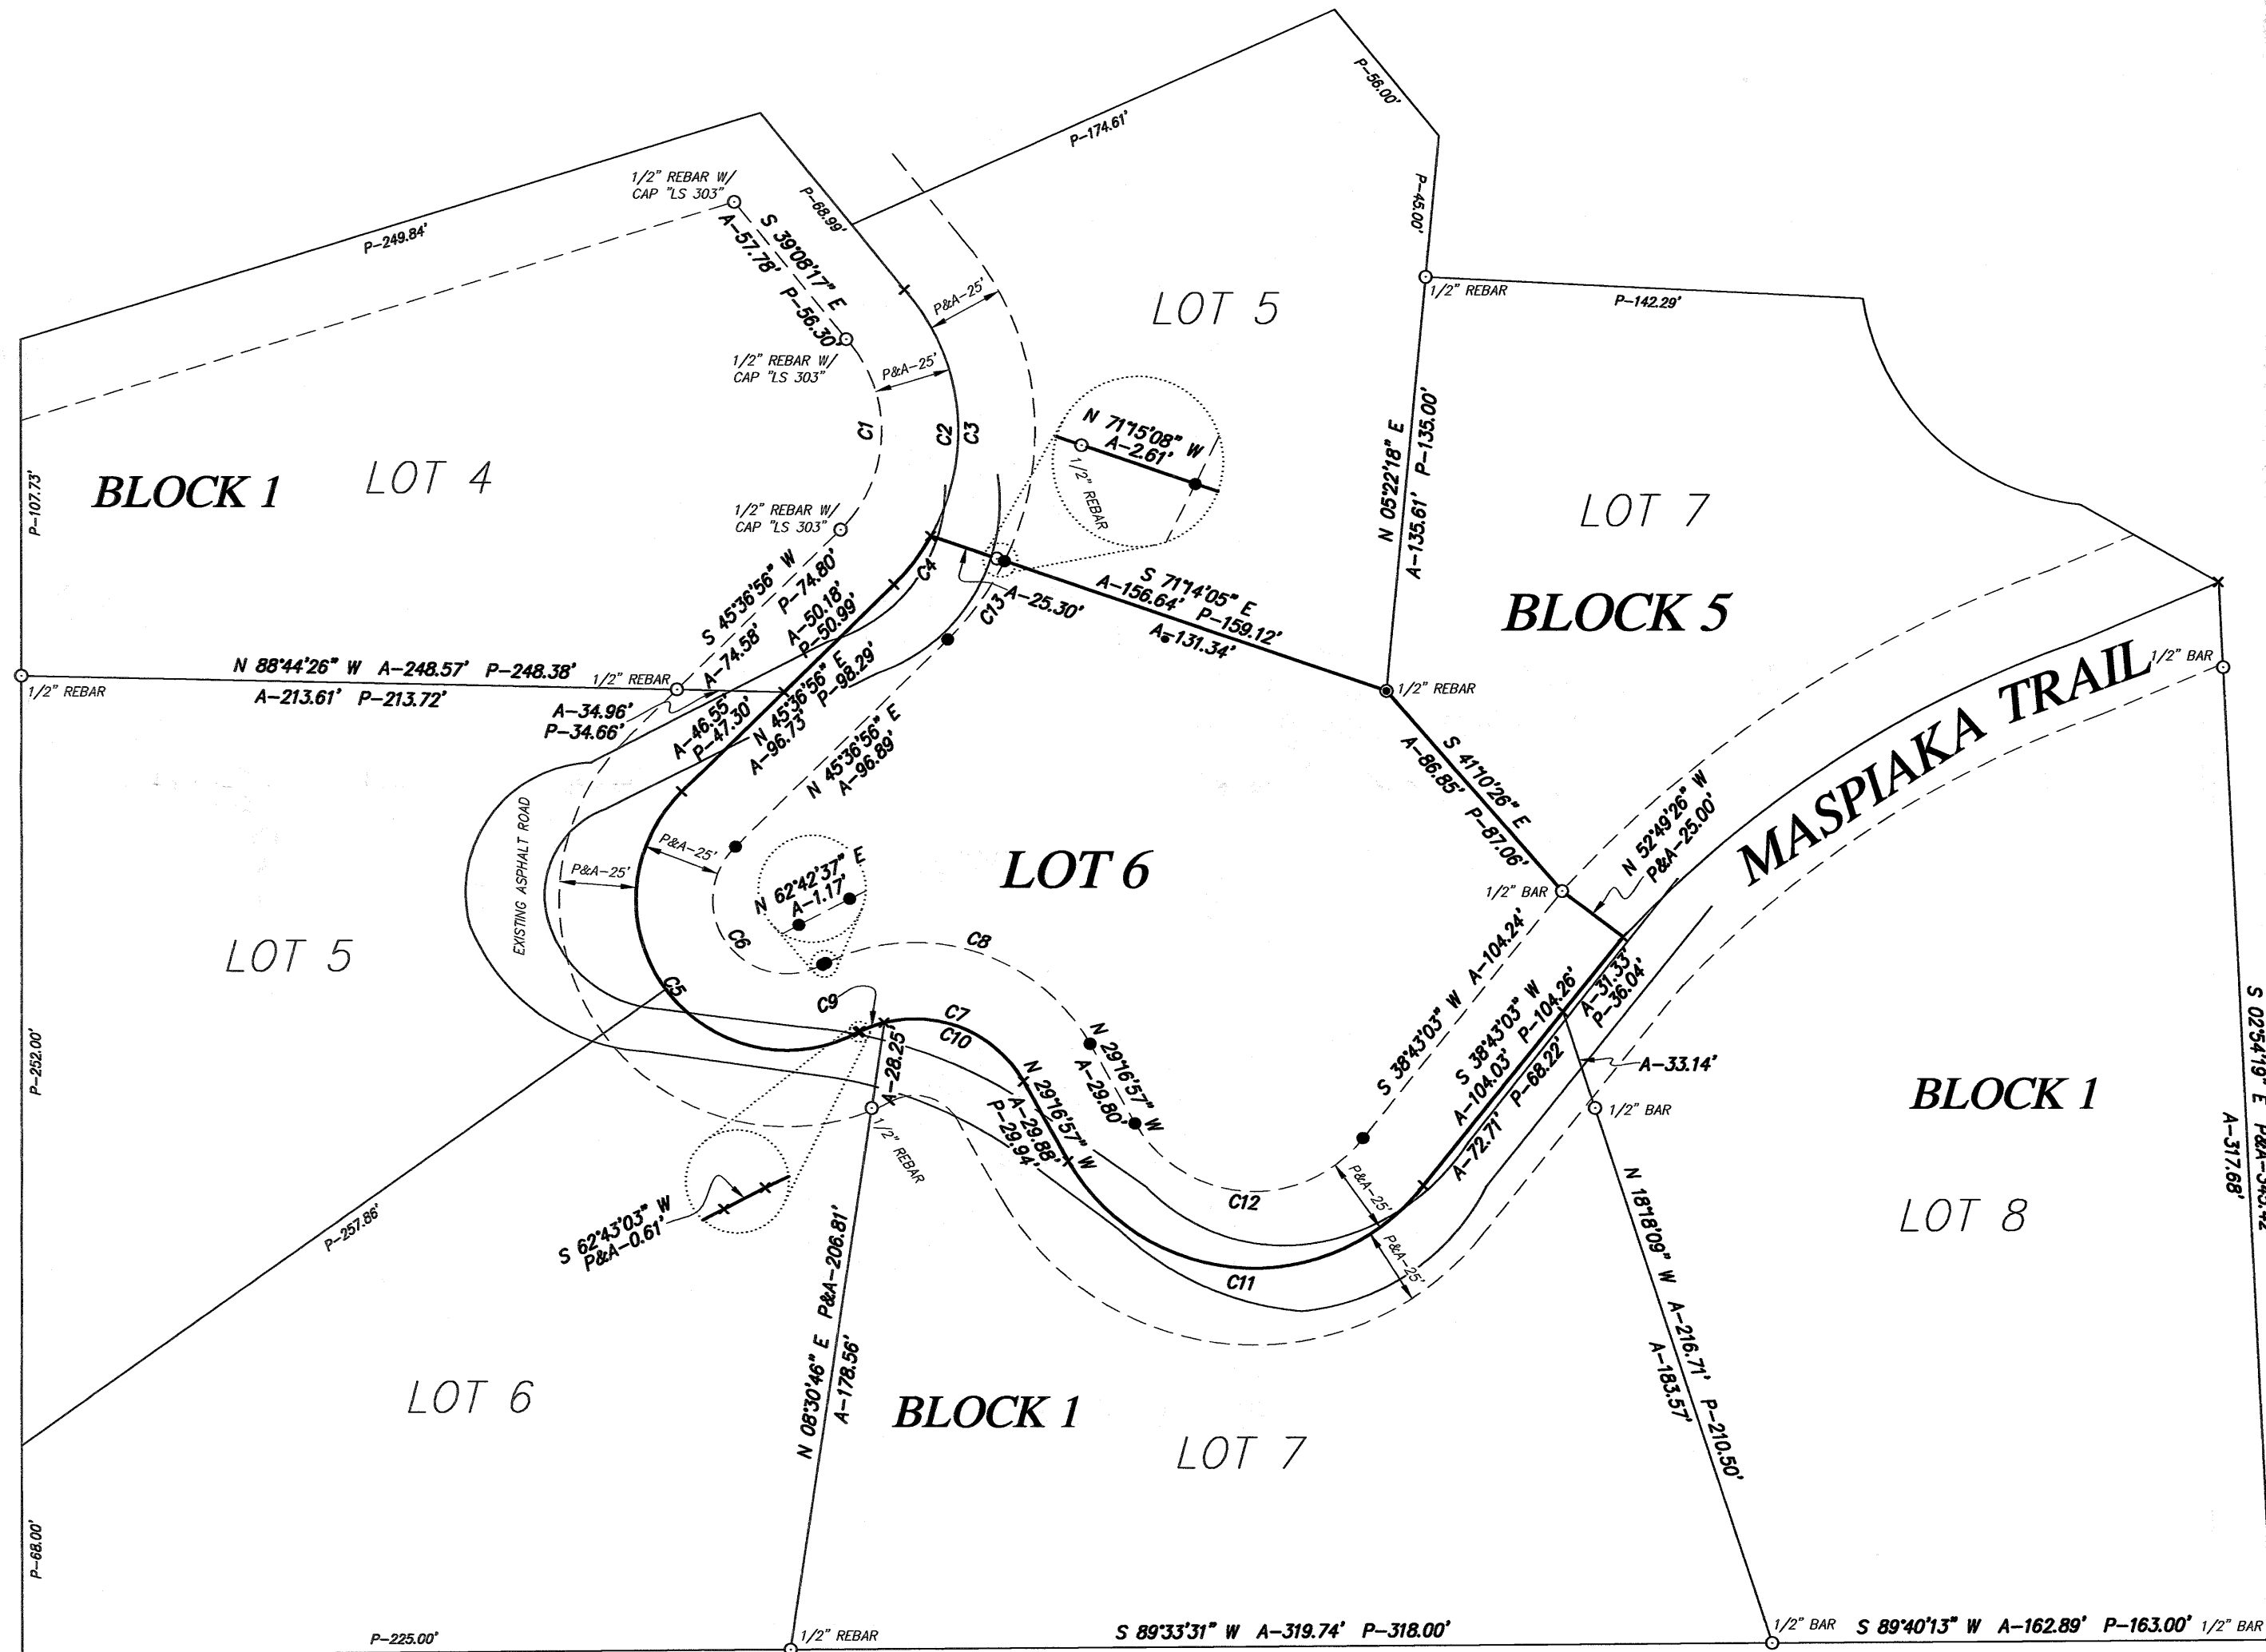 P-56.00'
P-174.61'
1/2" REBAR W/
CAP "LS 303"
P-68.99'
P-45.00'
P-249.84'
S 39°08'17" E
A-57.78' P-56.30'
P&A-25'
LOT 5
1/2" REBAR
P-142.29'
1/2" REBAR W/
CAP "LS 303"
P&A-25'
C1
C2
C3
N 71°15'08" W
A-2.61'
1/2" REBAR
N 05°22'18" E
A-135.61' P-135.00'
BLOCK 1
LOT 4
P-107.73'
LOT 7
1/2" REBAR W/
CAP "LS 303"
C4
C13
A-25.30'
S 71°14'05" E
A-156.64' P-159.12'
A-131.34'
BLOCK 5
S 45°36'56" W
A-74.58' P-74.80'
A-50.18'
P-50.99'
N 88°44'26" W A-248.57' P-248.38'
1/2" REBAR
1/2" REBAR
A-213.61' P-213.72'
A-34.96'
P-34.66'
A-46.55'
P-47.30'
N 45°36'56" E
A-96.73' P-98.29'
N 45°36'56" E
A-96.89'
1/2" REBAR
1/2" BAR
MASPIAKA TRAIL
S 41°10'26" E
A-86.85' P-87.06'
N 52°49'26" W
P&A-25.00'
EXISTING ASPHALT ROAD
P&A-25'
P&A-25'
N 62°42'37" E
A-1.17'
LOT 6
1/2" BAR
C6
C8
LOT 5
C5
C9
C7
C10
S 38°43'03" W A-104.24'
S 38°43'03" W
A-104.03' P-104.26'
A-31.33'
P-36.04'
A-72.71' P-68.22'
A-33.14'
P-252.00'
A-28.25'
N 29°16'57" W
A-29.80'
N 29°16'57" W
A-29.88'
P-29.94'
1/2" REBAR
1/2" BAR
BLOCK 1
S 02°54'19" E
A-317.68'
P-257.86'
S 62°43'03" W
P&A-0.61'
C12
P&A-25'
P&A-25'
C11
LOT 8
N 08°30'46" E P&A-206.81'
A-178.56'
N 18°18'09" W A-216.71' P-210.50'
A-183.57'
LOT 6
BLOCK 1
LOT 7
P-68.00'
P-225.00'
1/2" REBAR
S 89°33'31" W A-319.74' P-318.00'
1/2" BAR
S 89°40'13" W A-162.89' P-163.00'
1/2" BAR